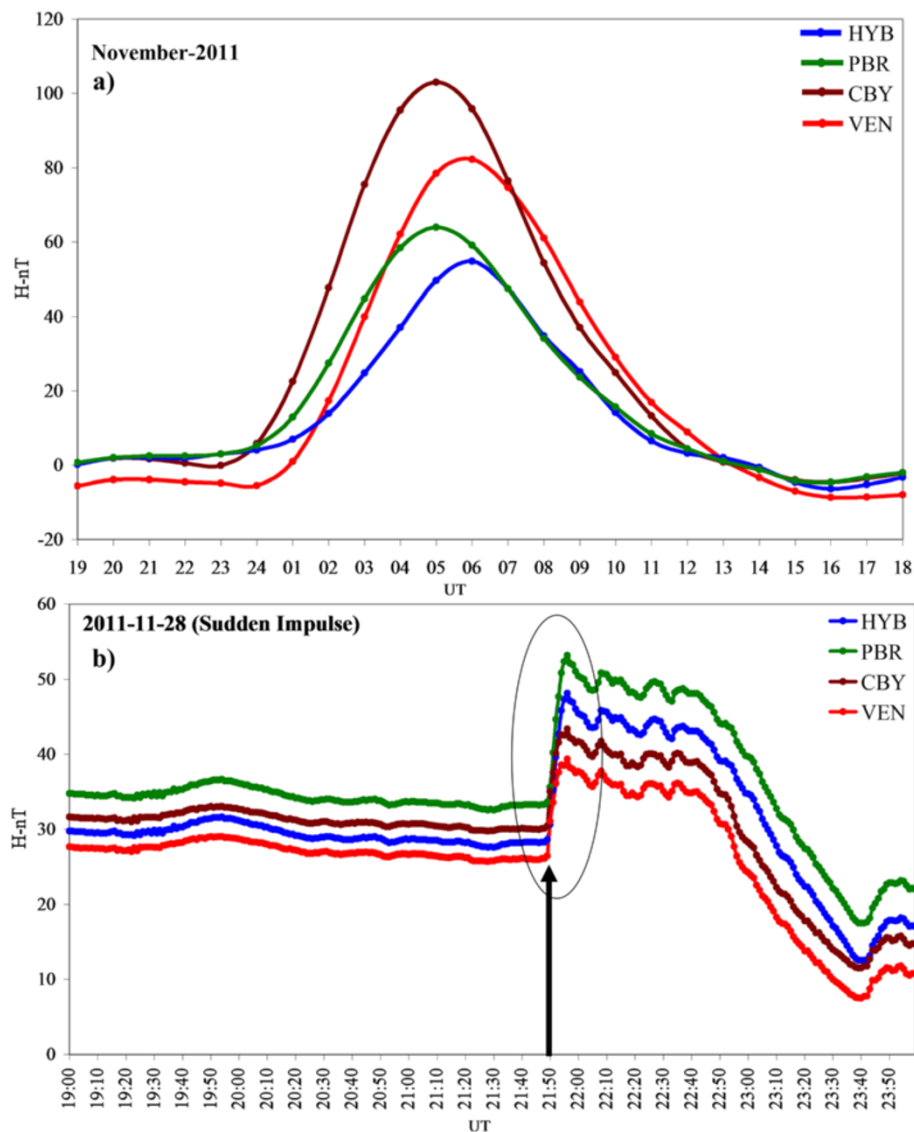 120
100
80
60
40
20
0
-20
H-nT
November-2011
a)
HYB
PBR
CBY
VEN
19 20 21 22 23 24 01 02 03 04 05 06 07 08 09 10 11 12 13 14 15 16 17 18
UT
60
50
40
30
20
10
0
H-nT
2011-11-28 (Sudden Impulse)
b)
HYB
PBR
CBY
VEN
19:00 19:10 19:20 19:30 19:40 19:50 20:00 20:10 20:20 20:30 20:40 20:50 21:00 21:10 21:20 21:30 21:40 21:50 22:00 22:10 22:20 22:30 22:40 22:50 23:00 23:10 23:20 23:30 23:40 23:50
UT